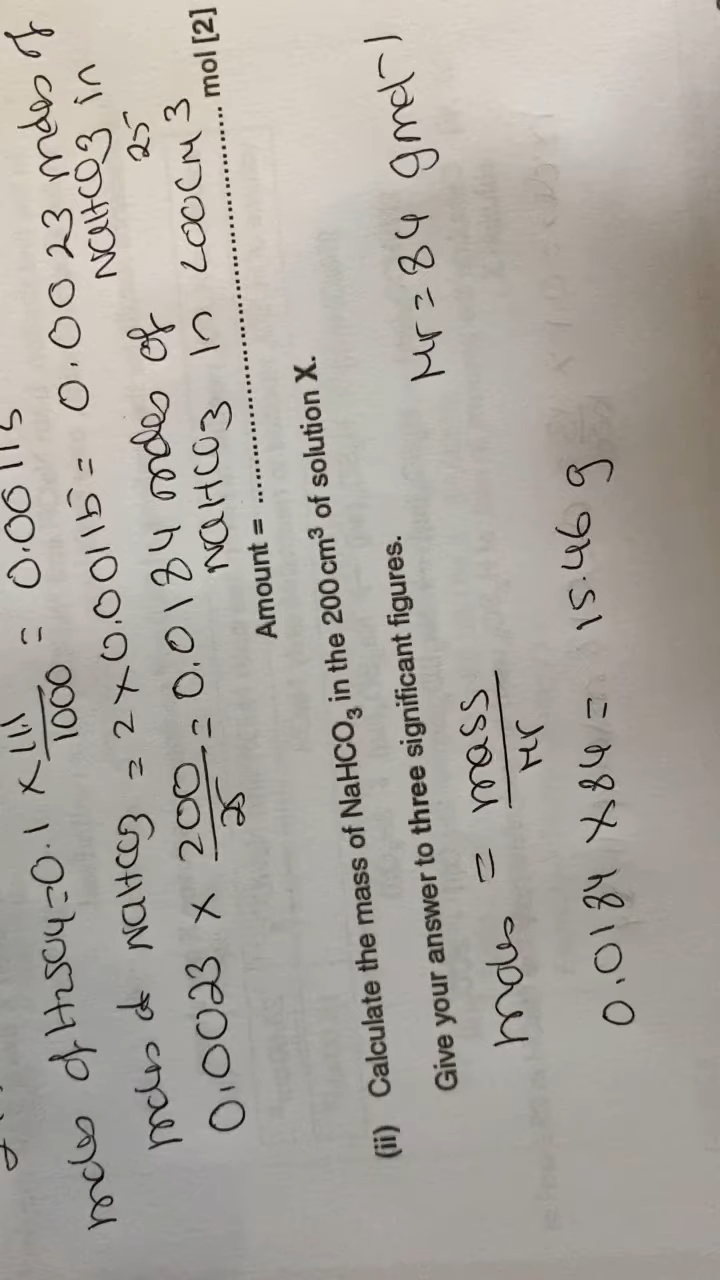 moles of H2SO4=0.1 × 11.1/1000 = 0.00115
moles of NaHCO3 = 2 × 0.00115 = 0.0023 moles of
NaHCO3 in
25
0.0023 × 200/25 = 0.0184 moles of
NaHCO3 in 200CM3
Amount = .............................. mol [2]
(ii) Calculate the mass of NaHCO3 in the 200 cm³ of solution X.
Give your answer to three significant figures.
Mr = 84 gmol-1
moles = mass/Mr
0.0184 × 84 = 15.46 g